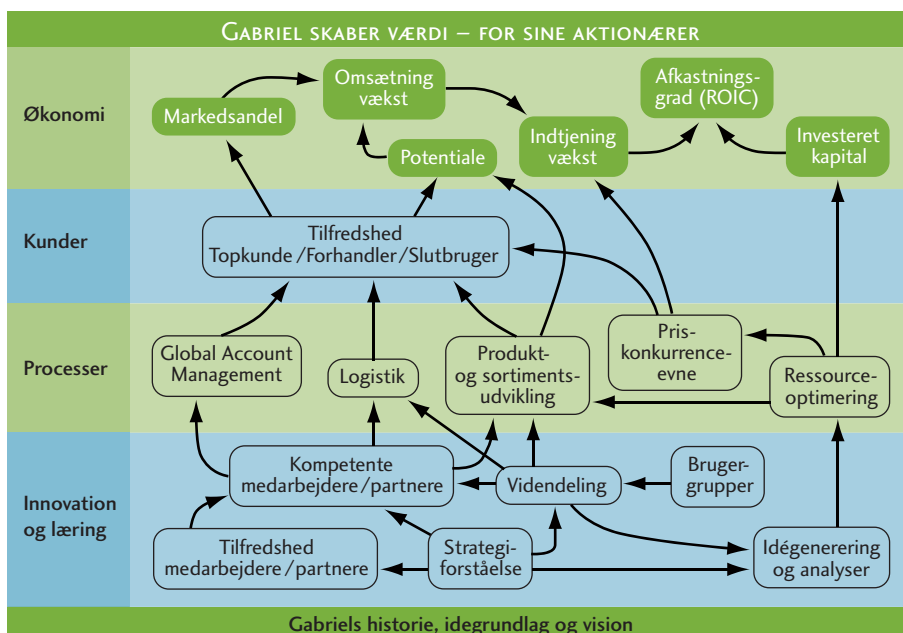 GABRIEL SKABER VÆRDI – FOR SINE AKTIONÆRER
Økonomi
Markedsandel
Omsætning
vækst
Potentiale
Indtjening
vækst
Afkastnings-
grad (ROIC)
Investeret
kapital
Kunder
Tilfredshed
Topkunde/Forhandler/Slutbruger
Processer
Global Account
Management
Logistik
Produkt-
og sortiments-
udvikling
Pris-
konkurrence-
evne
Ressource-
optimering
Innovation
og læring
Kompetente
medarbejdere/partnere
Videndeling
Bruger-
grupper
Tilfredshed
medarbejdere/partnere
Strategi-
forståelse
Idégenerering
og analyser
Gabriels historie, idegrundlag og vision